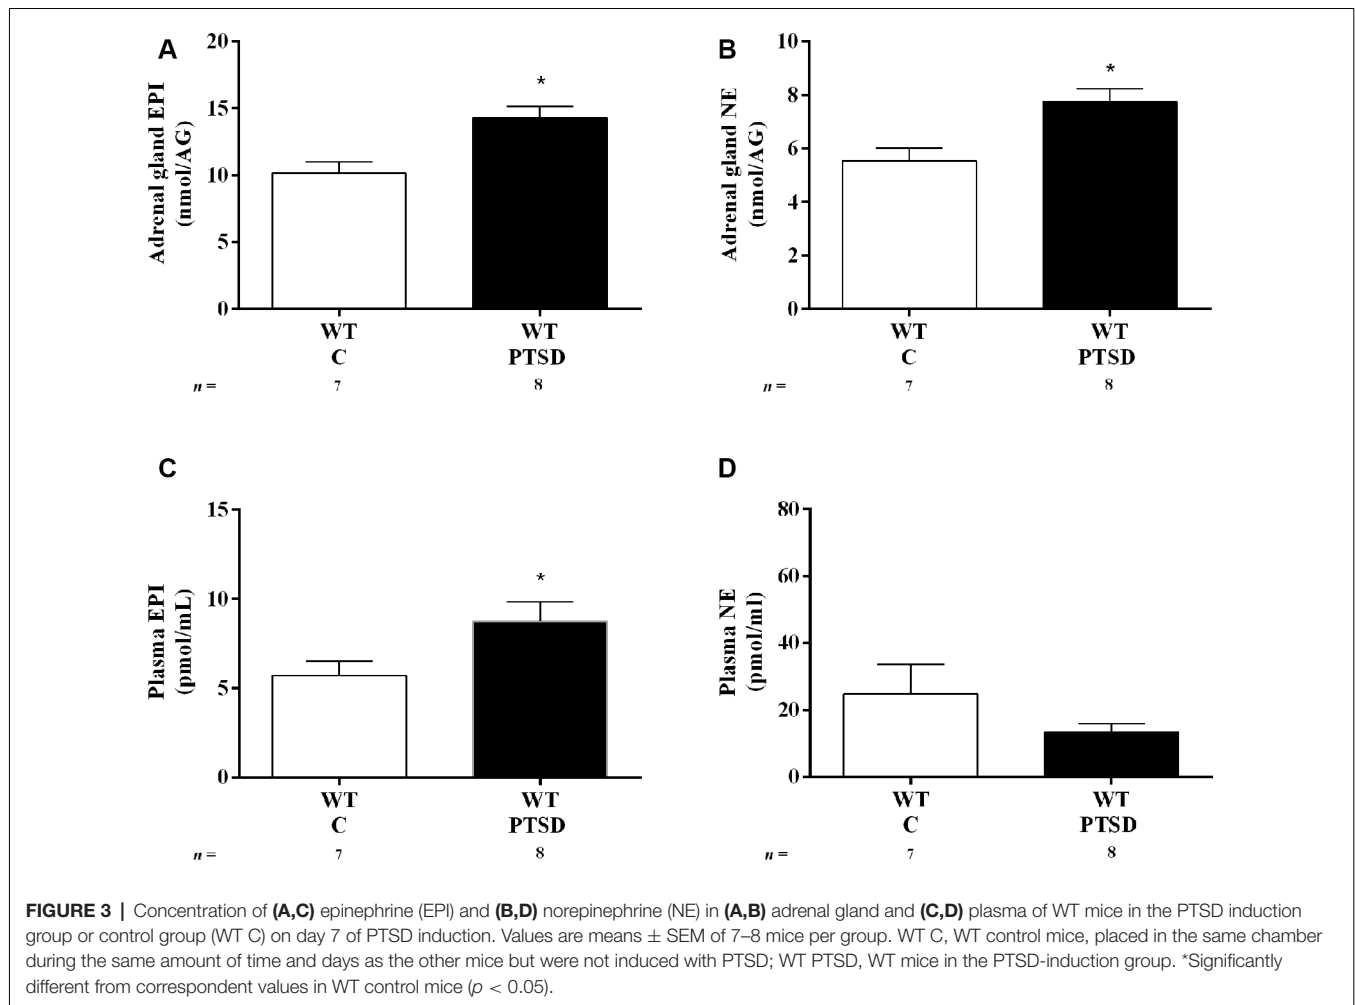 A
20
15
10
5
0
Adrenal gland EPI
(nmol/AG)
*
WT
C
WT
PTSD
n =
7
8
B
10
8
6
4
2
0
Adrenal gland NE
(nmol/AG)
*
WT
C
WT
PTSD
n =
7
8
C
15
10
5
0
Plasma EPI
(pmol/mL)
*
WT
C
WT
PTSD
n =
7
8
D
80
60
40
20
0
Plasma NE
(pmol/ml)
WT
C
WT
PTSD
n =
7
8
FIGURE 3 | Concentration of (A,C) epinephrine (EPI) and (B,D) norepinephrine (NE) in (A,B) adrenal gland and (C,D) plasma of WT mice in the PTSD induction
group or control group (WT C) on day 7 of PTSD induction. Values are means ± SEM of 7–8 mice per group. WT C, WT control mice, placed in the same chamber
during the same amount of time and days as the other mice but were not induced with PTSD; WT PTSD, WT mice in the PTSD-induction group. *Significantly
different from correspondent values in WT control mice (p < 0.05).